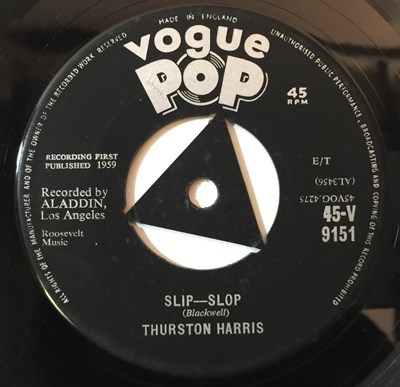 MADE IN ENGLAND
vogue
POP
45
RPM
RECORDING FIRST
PUBLISHED 1959
Recorded by
ALADDIN,
Los Angeles
Roosevelt
Music
E/T
(AL3456)
45VOG.4275
45-V
9151
SLIP—SLOP
(Blackwell)
THURSTON HARRIS
ALL RIGHTS OF THE MANUFACTURER AND OF THE OWNER OF THE RECORDED WORK RESERVED
UNAUTHORISED PUBLIC PERFORMANCE, BROADCASTING AND COPYING OF THIS RECORD PROHIBITED